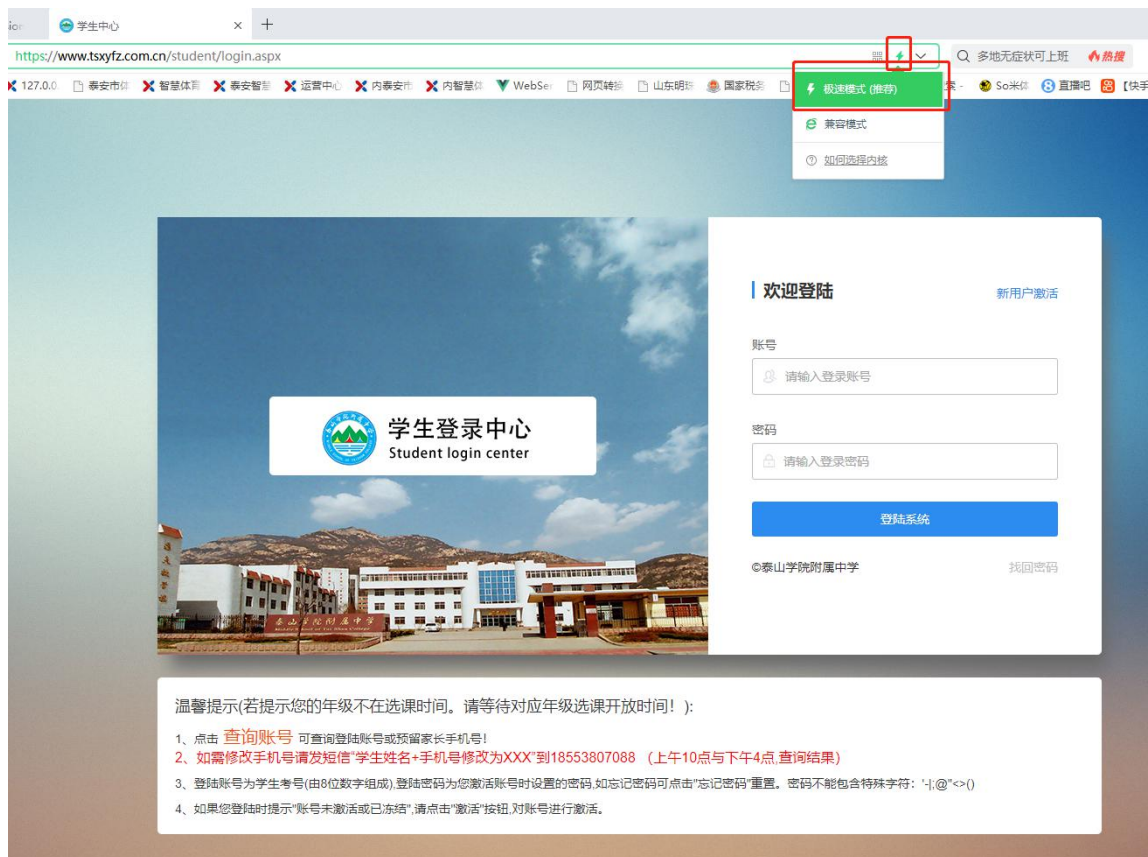 学生中心
https://www.tsxyfz.com.cn/student/login.aspx
多地无症状可上班 热搜
127.0.0 泰安市体 智慧体育 泰安智慧 运营中心 内泰安市 内智慧体 WebSer 网页转换 国家税务 So米体 直播吧 【快手
极速模式 (推荐)
兼容模式
如何选择内核
欢迎登陆
新用户激活
账号
请输入登录账号
学生登录中心
Student login center
密码
请输入登录密码
登陆系统
©泰山学院附属中学
找回密码
泰山学院附属中学
温馨提示(若提示您的年级不在选课时间。请等待对应年级选课开放时间！):
1、点击 查询账号 可查询登陆账号或预留家长手机号!
2、如需修改手机号请发短信"学生姓名+手机号修改为XXX"到18553807088 （上午10点与下午4点,查询结果）
3、登陆账号为学生考号(由8位数字组成),登陆密码为您激活账号时设置的密码,如忘记密码可点击"忘记密码"重置。密码不能包含特殊字符：'-|;@"<>()
4、如果您登陆时提示"账号未激活或已冻结",请点击"激活"按钮,对账号进行激活。